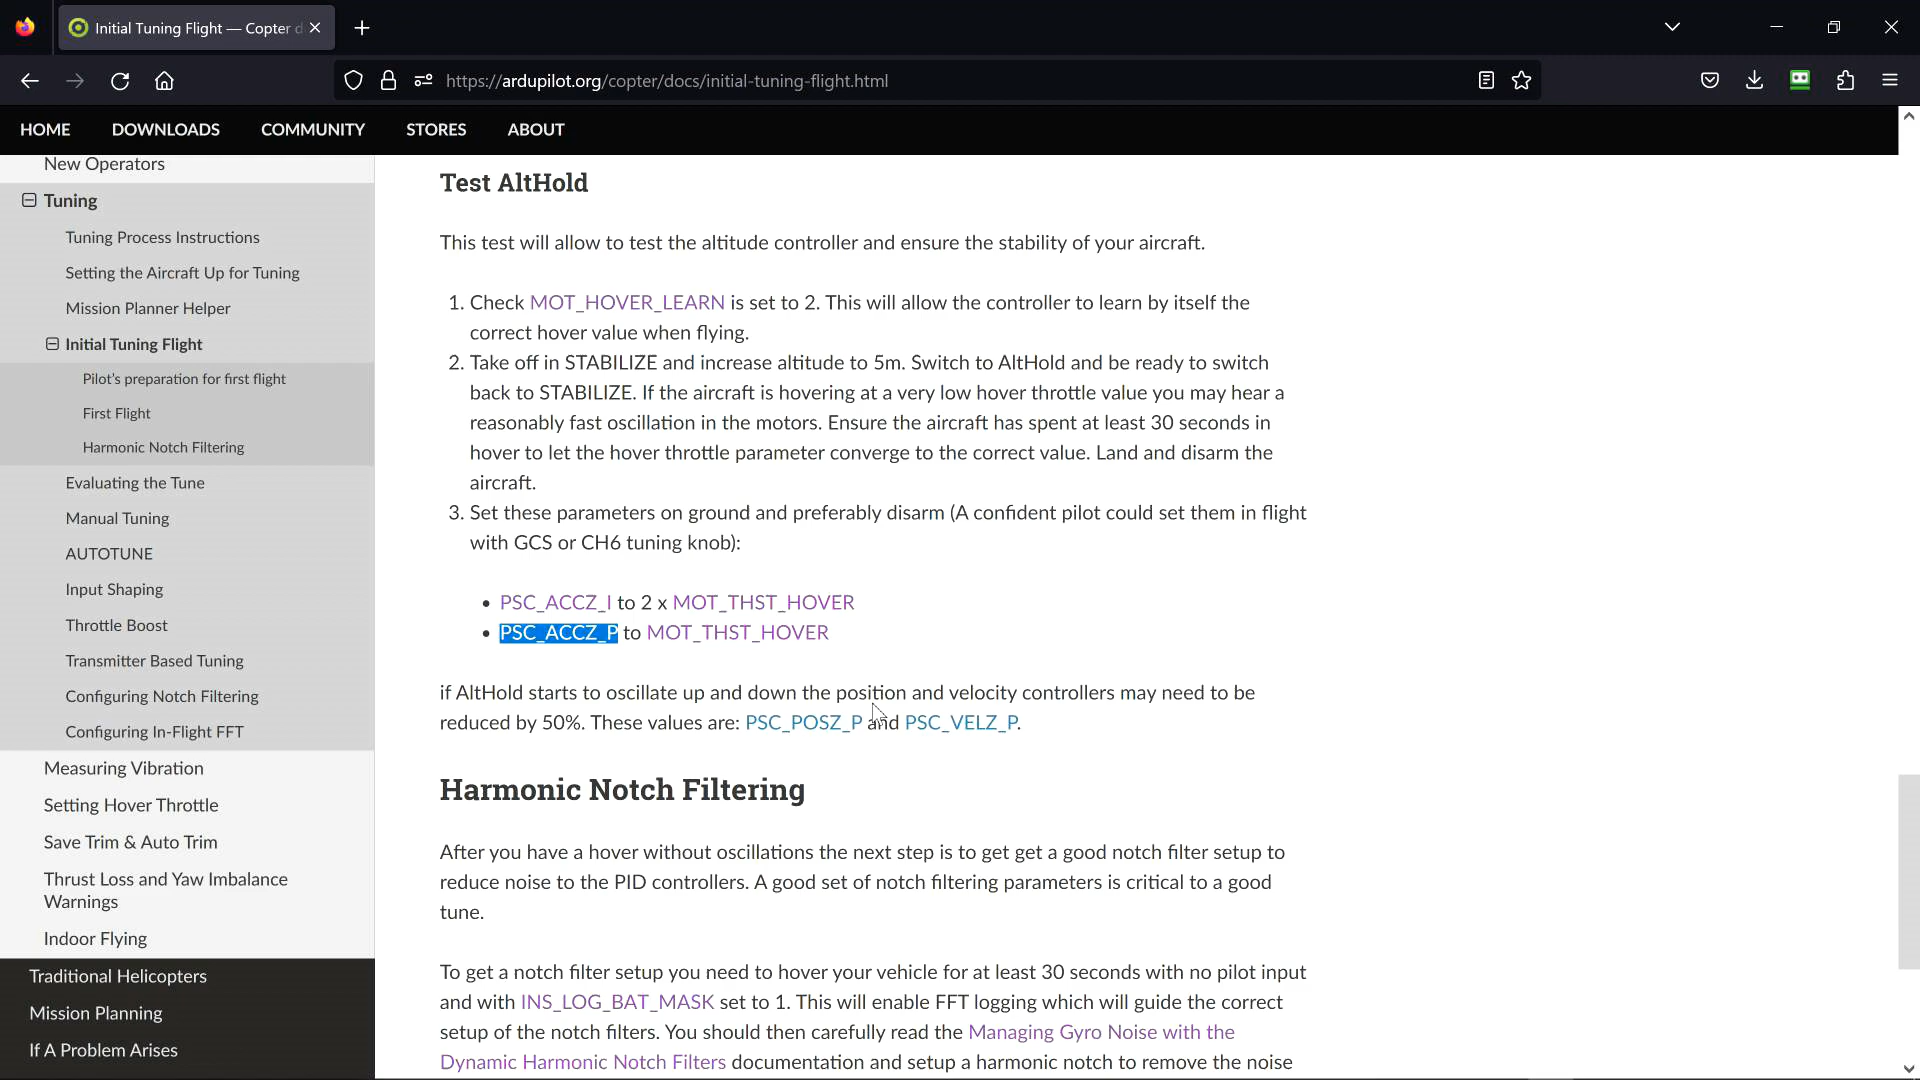 Initial Tuning Flight — Copter d
https://ardupilot.org/copter/docs/initial-tuning-flight.html
HOME DOWNLOADS COMMUNITY STORES ABOUT
New Operators
Tuning
Tuning Process Instructions
Setting the Aircraft Up for Tuning
Mission Planner Helper
Initial Tuning Flight
Pilot's preparation for first flight
First Flight
Harmonic Notch Filtering
Evaluating the Tune
Manual Tuning
AUTOTUNE
Input Shaping
Throttle Boost
Transmitter Based Tuning
Configuring Notch Filtering
Configuring In-Flight FFT
Measuring Vibration
Setting Hover Throttle
Save Trim & Auto Trim
Thrust Loss and Yaw Imbalance
Warnings
Indoor Flying
Traditional Helicopters
Mission Planning
If A Problem Arises
Test AltHold
This test will allow to test the altitude controller and ensure the stability of your aircraft.
1. Check MOT_HOVER_LEARN is set to 2. This will allow the controller to learn by itself the
correct hover value when flying.
2. Take off in STABILIZE and increase altitude to 5m. Switch to AltHold and be ready to switch
back to STABILIZE. If the aircraft is hovering at a very low hover throttle value you may hear a
reasonably fast oscillation in the motors. Ensure the aircraft has spent at least 30 seconds in
hover to let the hover throttle parameter converge to the correct value. Land and disarm the
aircraft.
3. Set these parameters on ground and preferably disarm (A confident pilot could set them in flight
with GCS or CH6 tuning knob):
• PSC_ACCZ_I to 2 x MOT_THST_HOVER
• PSC_ACCZ_P to MOT_THST_HOVER
if AltHold starts to oscillate up and down the position and velocity controllers may need to be
reduced by 50%. These values are: PSC_POSZ_P and PSC_VELZ_P.
Harmonic Notch Filtering
After you have a hover without oscillations the next step is to get get a good notch filter setup to
reduce noise to the PID controllers. A good set of notch filtering parameters is critical to a good
tune.
To get a notch filter setup you need to hover your vehicle for at least 30 seconds with no pilot input
and with INS_LOG_BAT_MASK set to 1. This will enable FFT logging which will guide the correct
setup of the notch filters. You should then carefully read the Managing Gyro Noise with the
Dynamic Harmonic Notch Filters documentation and setup a harmonic notch to remove the noise